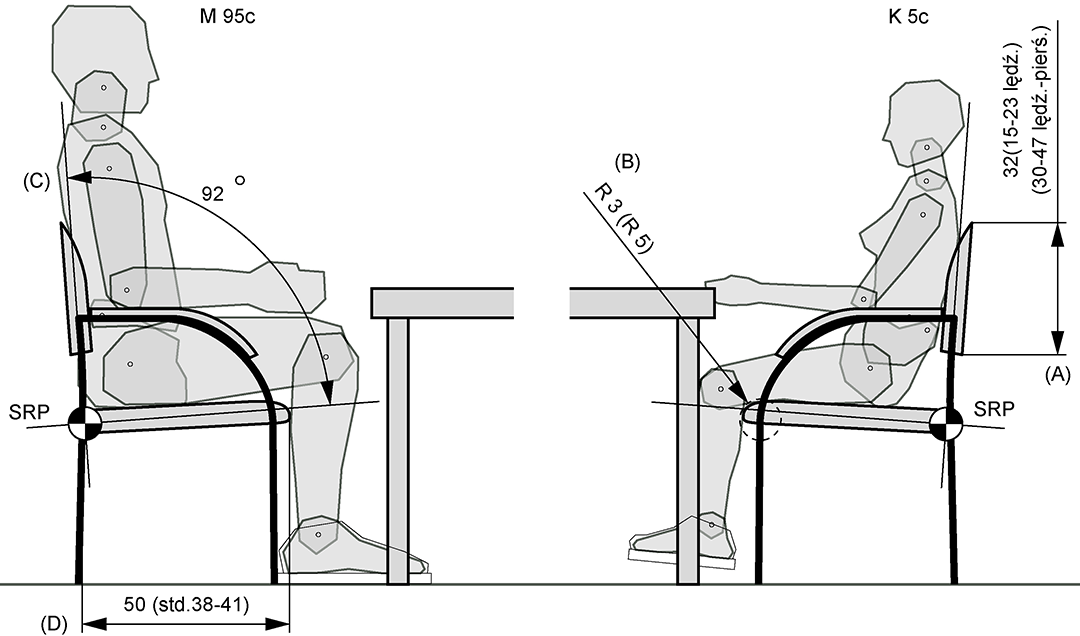 M 95c
K 5c
32(15-23 lędź.)
(30-47 lędź.-pierś.)
(B)
(C)
92°
R 3 (R 5)
(A)
SRP
SRP
50 (std.38-41)
(D)